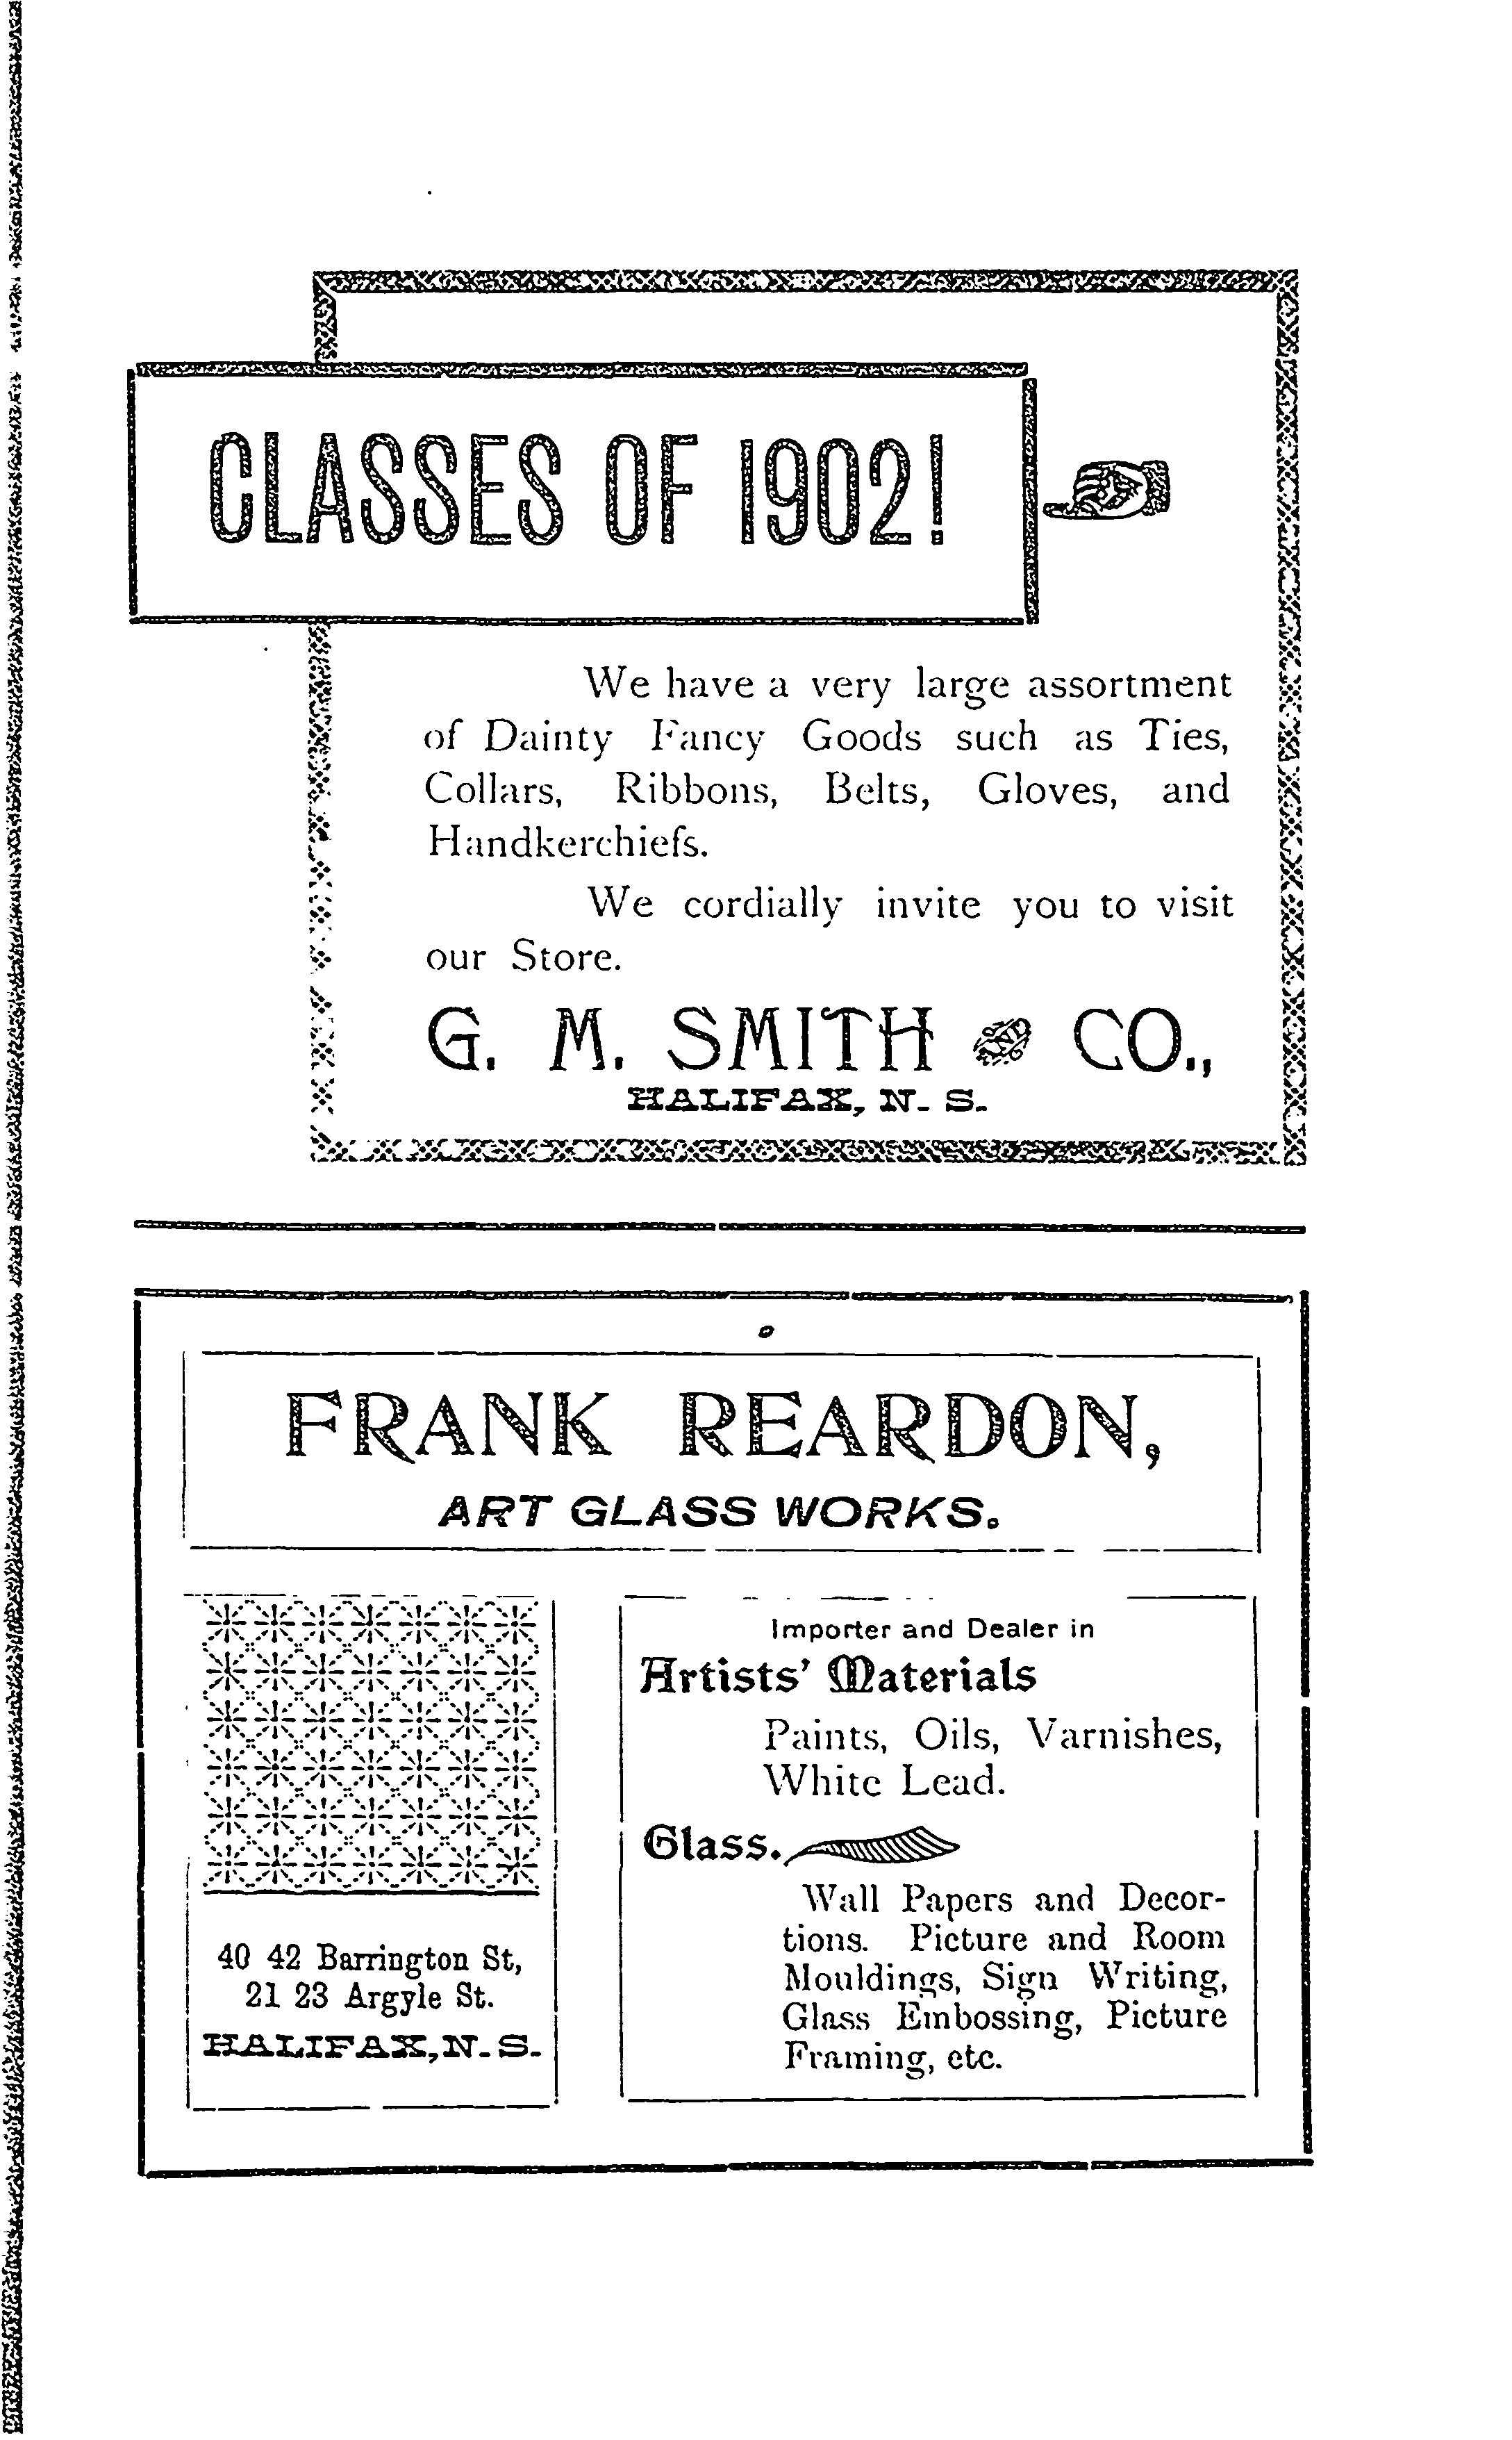 CLASSES OF 1902!
We have a very large assortment
of Dainty Fancy Goods such as Ties,
Collars, Ribbons, Belts, Gloves, and
Handkerchiefs.
We cordially invite you to visit
our Store.
G. M. SMITH AND CO.,
HALIFAX, N. S.
FRANK REARDON,
ART GLASS WORKS.
40 42 Barrington St,
21 23 Argyle St.
HALIFAX, N. S.
Importer and Dealer in
Artists' Materials
Paints, Oils, Varnishes,
White Lead.
Glass.
Wall Papers and Decor-
tions. Picture and Room
Mouldings, Sign Writing,
Glass Embossing, Picture
Framing, etc.